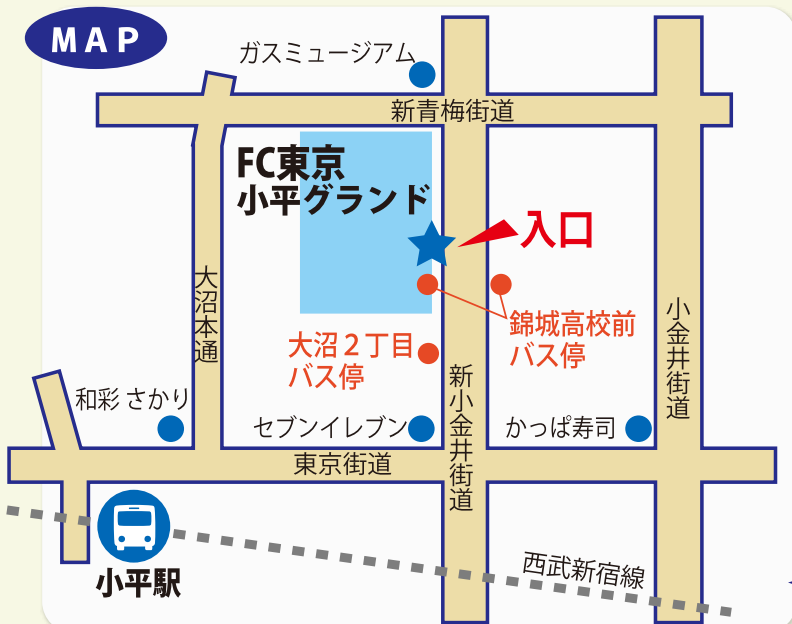 MAP
ガスミュージアム
新青梅街道
FC東京
小平グランド
入口
大沼本通
錦城高校前
バス停
小金井街道
大沼２丁目
バス停
新小金井街道
和彩 さかり
セブンイレブン
かっぱ寿司
東京街道
小平駅
西武新宿線